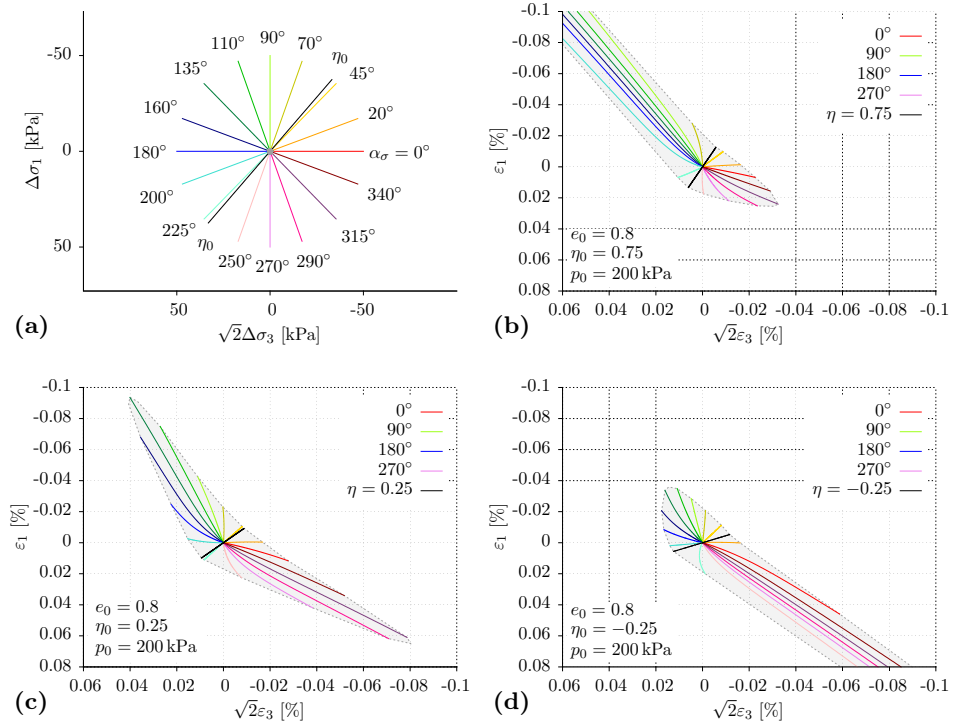 -50
0
50
Δσ₁ [kPa]
90°
110°
70°
η₀
135°
45°
160°
20°
180°
α_σ = 0°
200°
340°
225°
η₀
315°
250°
270°
290°
50 0 -50
√2Δσ₃ [kPa]
(a)
-0.1
-0.08
-0.06
-0.04
-0.02
0
0.02
0.04
0.06
0.08
ε₁ [%]
0°
90°
180°
270°
η = 0.75
e₀ = 0.8
η₀ = 0.75
p₀ = 200 kPa
0.06 0.04 0.02 0 -0.02 -0.04 -0.06 -0.08 -0.1
√2ε₃ [%]
(b)
-0.1
-0.08
-0.06
-0.04
-0.02
0
0.02
0.04
0.06
0.08
ε₁ [%]
0°
90°
180°
270°
η = 0.25
e₀ = 0.8
η₀ = 0.25
p₀ = 200 kPa
0.06 0.04 0.02 0 -0.02 -0.04 -0.06 -0.08 -0.1
√2ε₃ [%]
(c)
-0.1
-0.08
-0.06
-0.04
-0.02
0
0.02
0.04
0.06
0.08
ε₁ [%]
0°
90°
180°
270°
η = −0.25
e₀ = 0.8
η₀ = −0.25
p₀ = 200 kPa
0.06 0.04 0.02 0 -0.02 -0.04 -0.06 -0.08 -0.1
√2ε₃ [%]
(d)